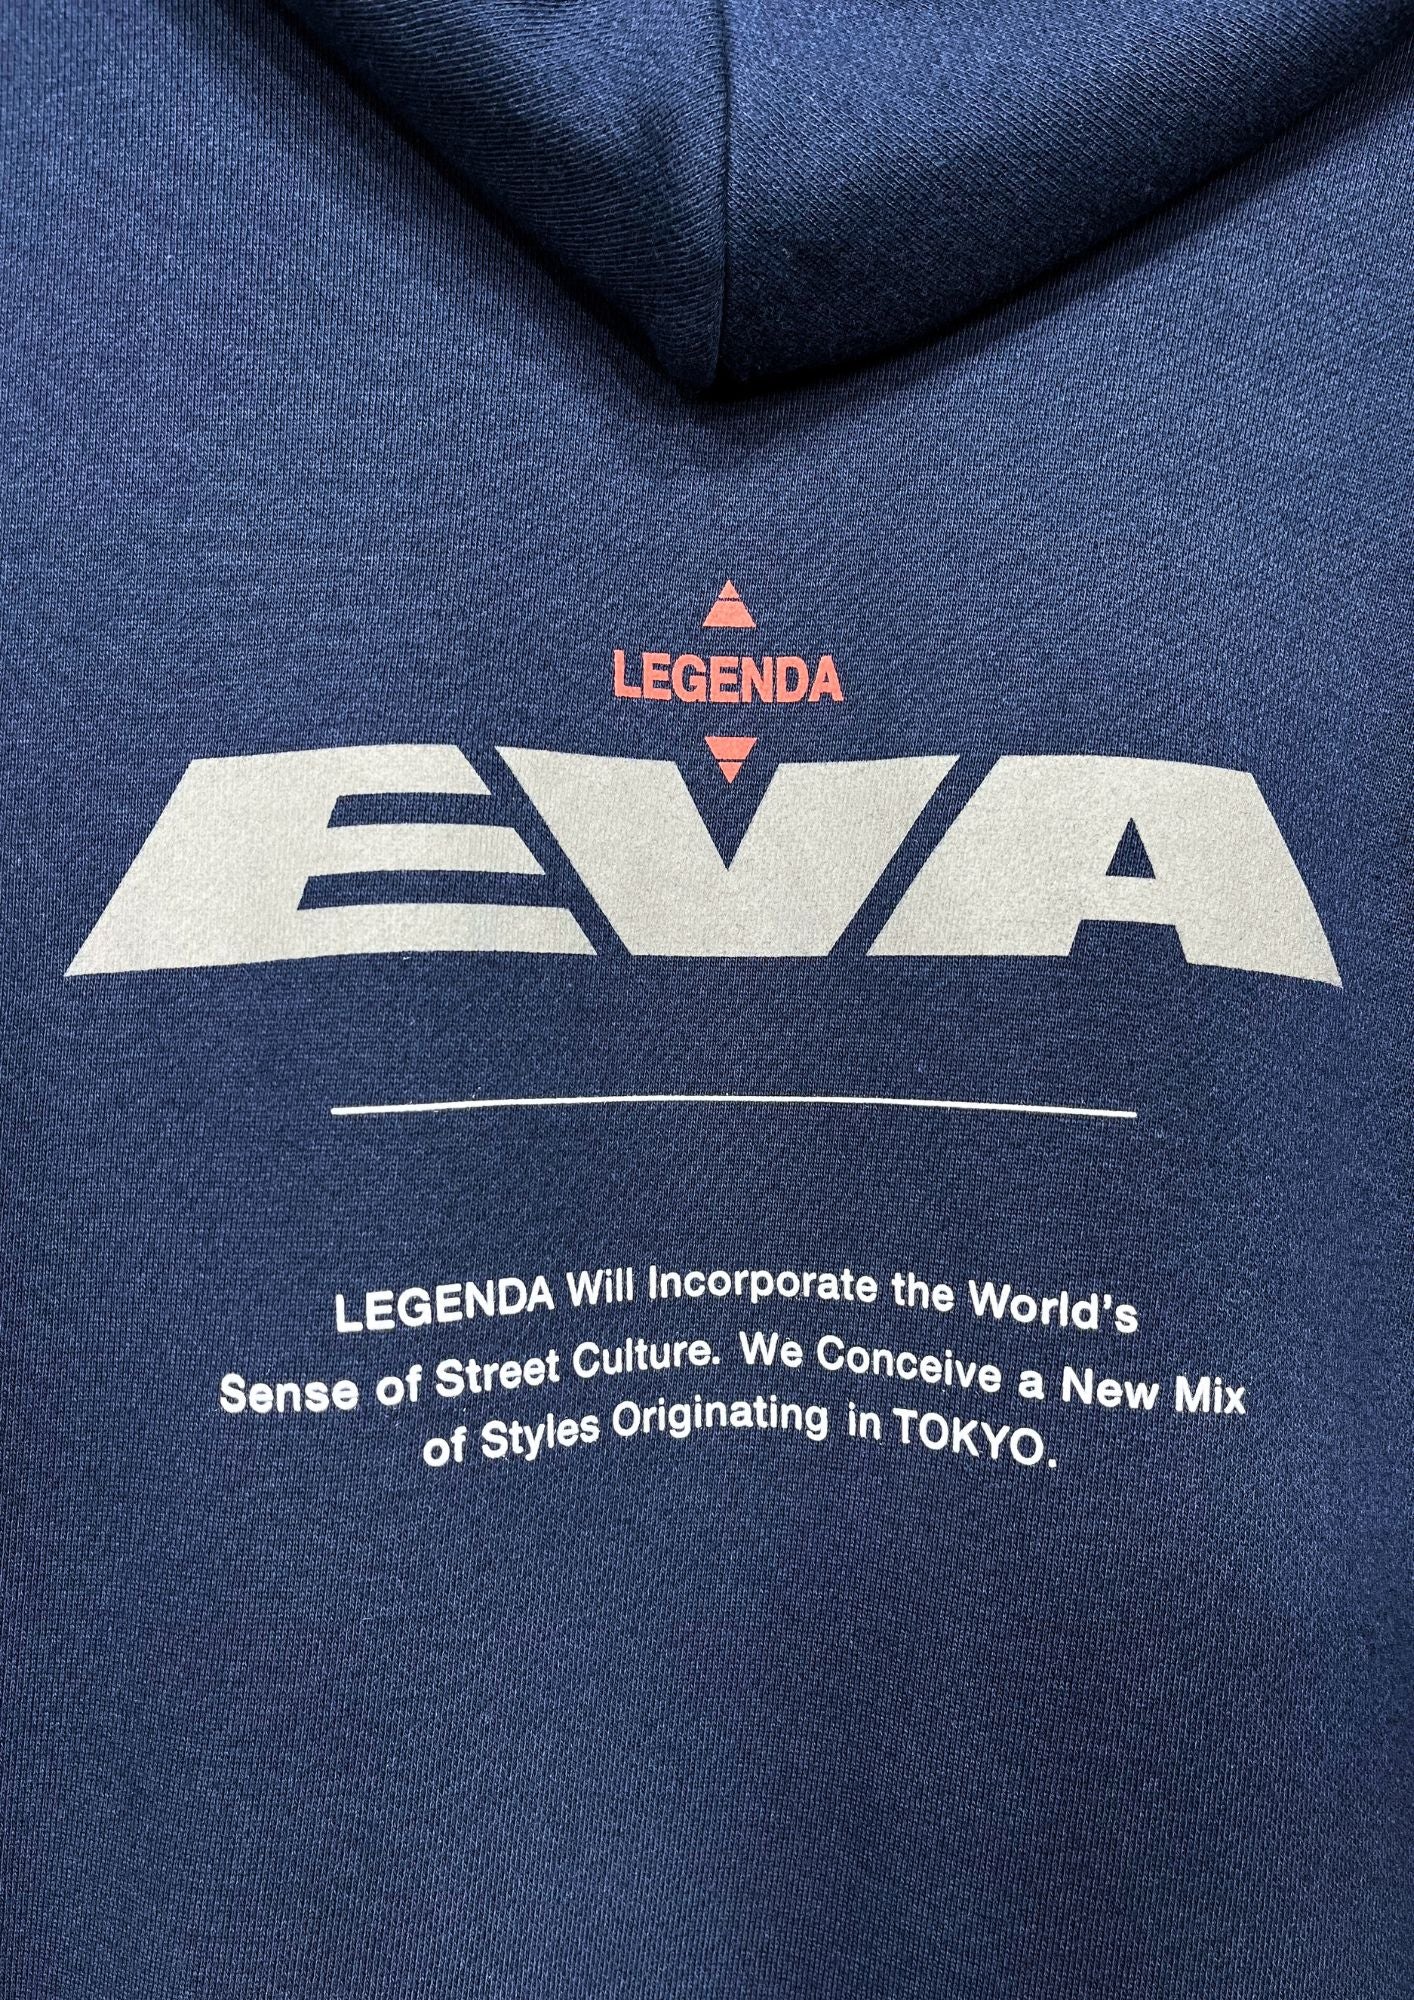 LEGENDA
EVA
LEGENDA Will Incorporate the World's
Sense of Street Culture. We Conceive a New Mix
of Styles Originating in TOKYO.